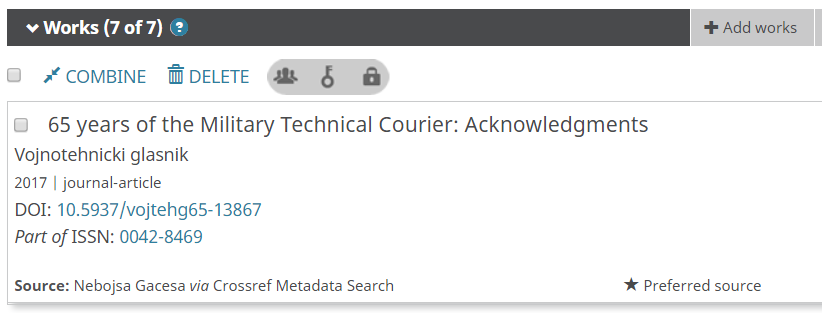 Works (7 of 7) ? Add works
COMBINE DELETE
65 years of the Military Technical Courier: Acknowledgments
Vojnotehnicki glasnik
2017 | journal-article
DOI: 10.5937/vojtehg65-13867
Part of ISSN: 0042-8469
Source: Nebojsa Gacesa via Crossref Metadata Search ★ Preferred source